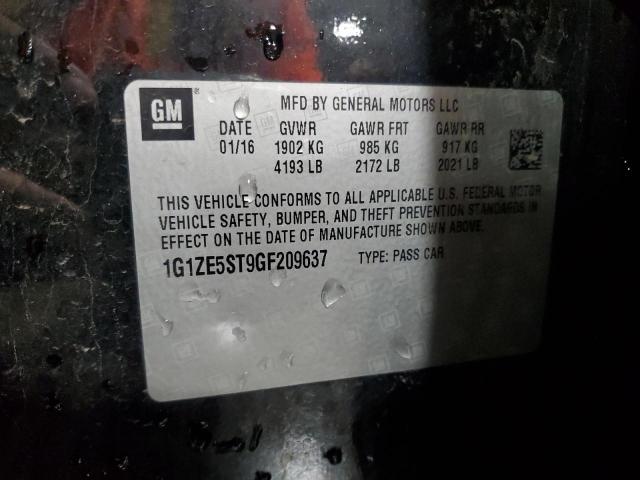 GM
MFD BY GENERAL MOTORS LLC
DATE GVWR GAWR FRT GAWR RR
01/16 1902 KG 985 KG 917 KG
4193 LB 2172 LB 2021 LB
THIS VEHICLE CONFORMS TO ALL APPLICABLE U.S. FEDERAL MOTOR
VEHICLE SAFETY, BUMPER, AND THEFT PREVENTION STANDARDS IN
EFFECT ON THE DATE OF MANUFACTURE SHOWN ABOVE.
1G1ZE5ST9GF209637 TYPE: PASS CAR